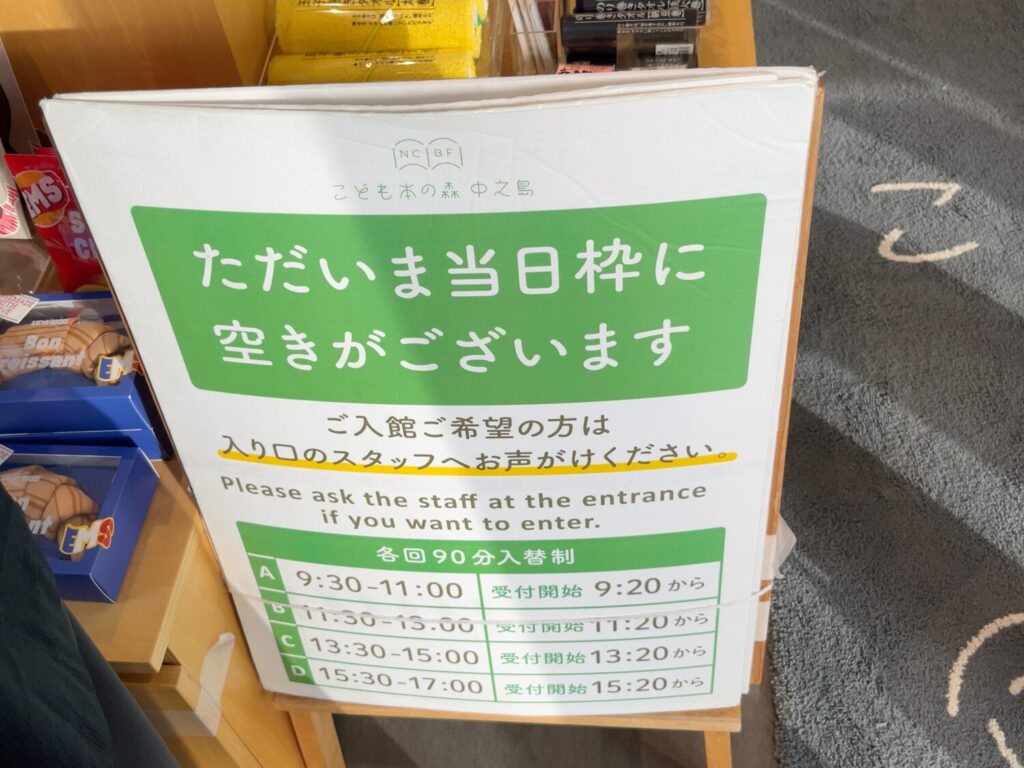 NC BF
こども本の森 中之島
ただいま当日枠に
空きがございます
ご入館ご希望の方は
入り口のスタッフへお声がけください。
Please ask the staff at the entrance
if you want to enter.
各回90分入替制
A 9:30-11:00 受付開始 9:20から
B 11:30-13:00 受付開始 11:20から
C 13:30-15:00 受付開始 13:20から
D 15:30-17:00 受付開始 15:20から
EMS
Bon
EMS